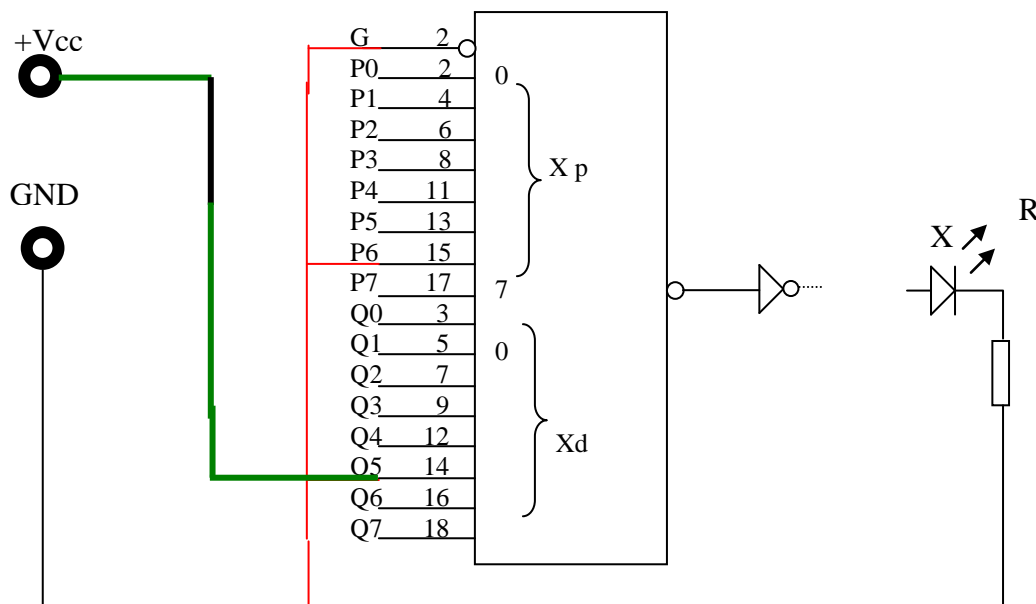 +Vcc
GND
G 2
P0 2 0
P1 4
P2 6
P3 8
X p
P4 11
P5 13
P6 15
P7 17 7
Q0 3
Q1 5 0
Q2 7
Q3 9
Q4 12
Xd
Q5 14
Q6 16
Q7 18
X
R